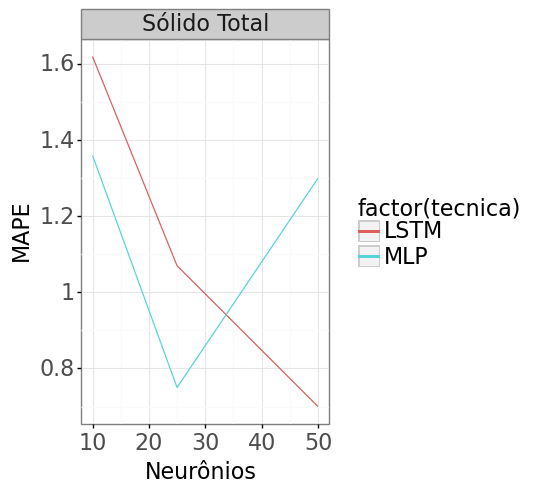 Sólido Total
1.6
1.4
1.2
1
0.8
MAPE
10 20 30 40 50
Neurônios
factor(tecnica)
LSTM
MLP